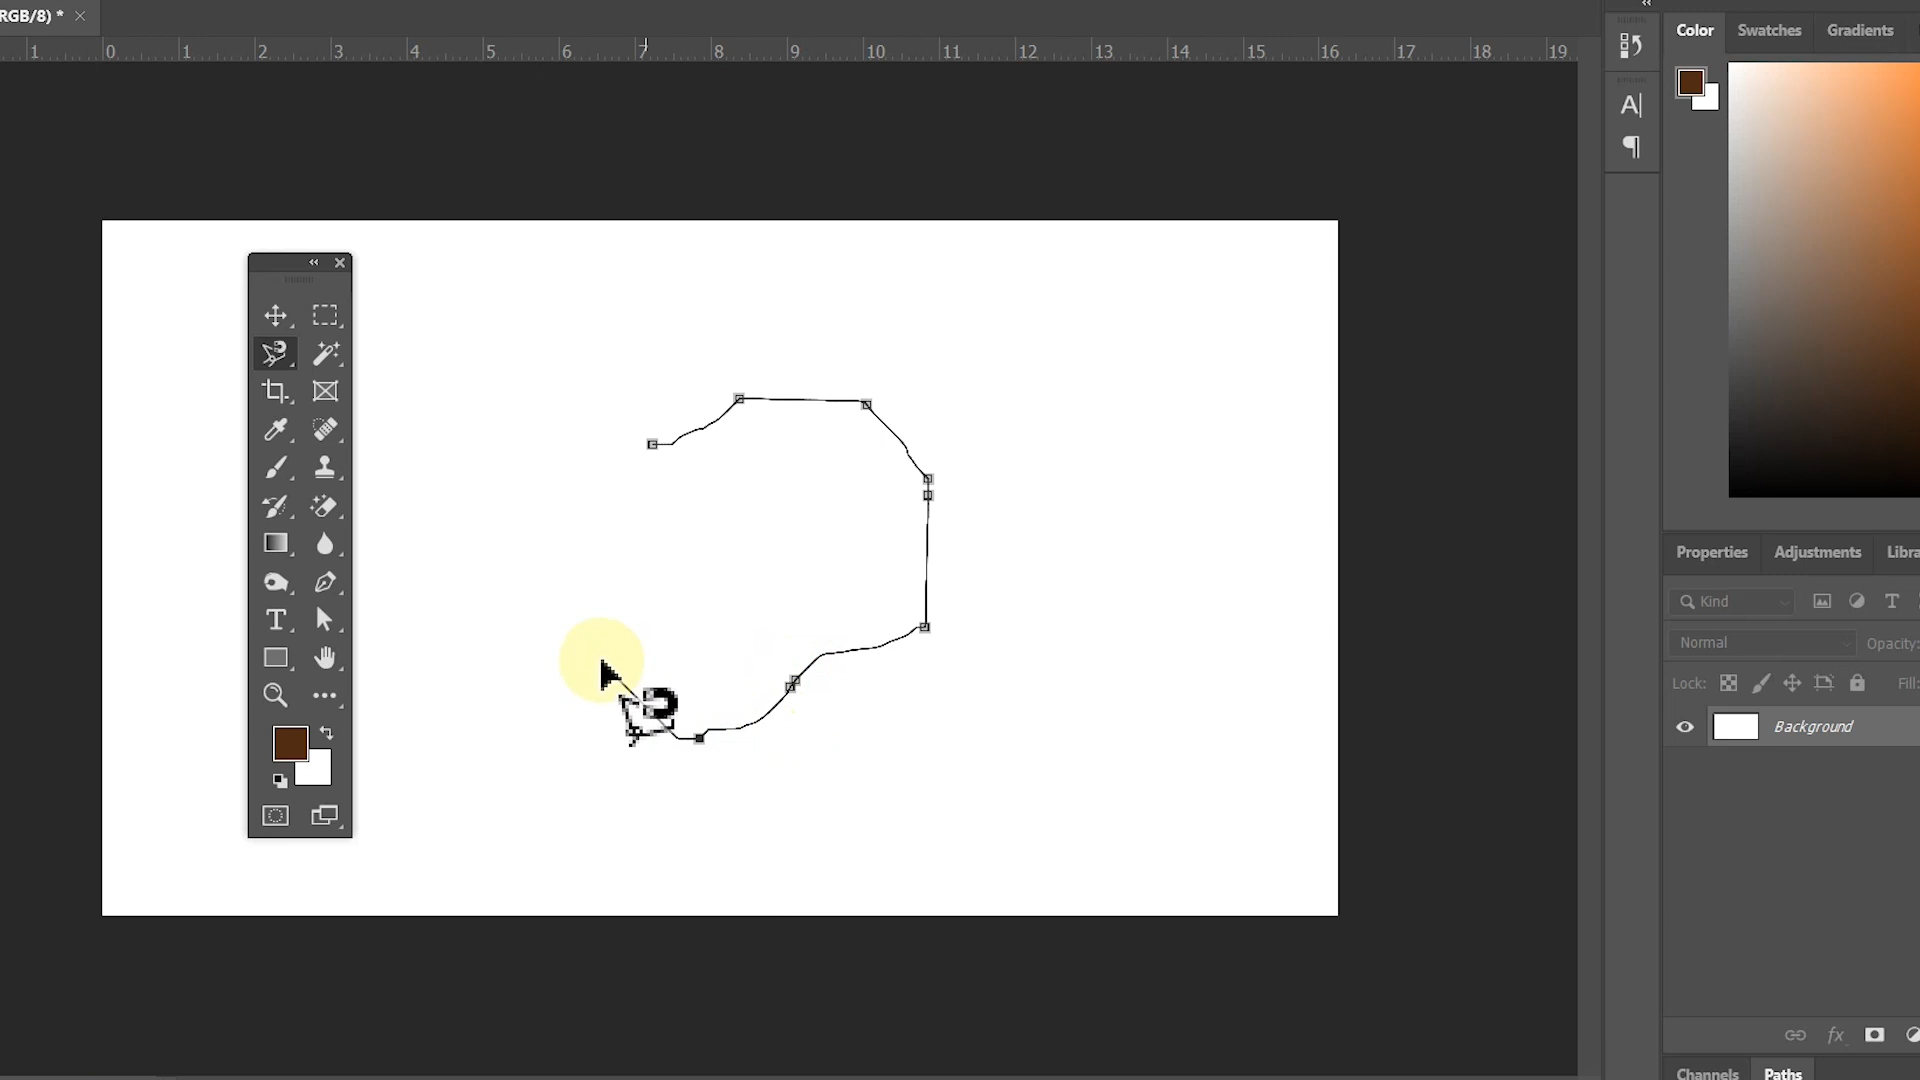 RGB/8) *
1 0 1 2 3 4 5 6 7 8 9 10 11 12 13 14 15 16 17 18 19
Color Swatches Gradients
A|
¶
Properties Adjustments Libra
Kind
T
Normal Opacity:
Lock: Fill:
T
Background
fx
Channels Paths